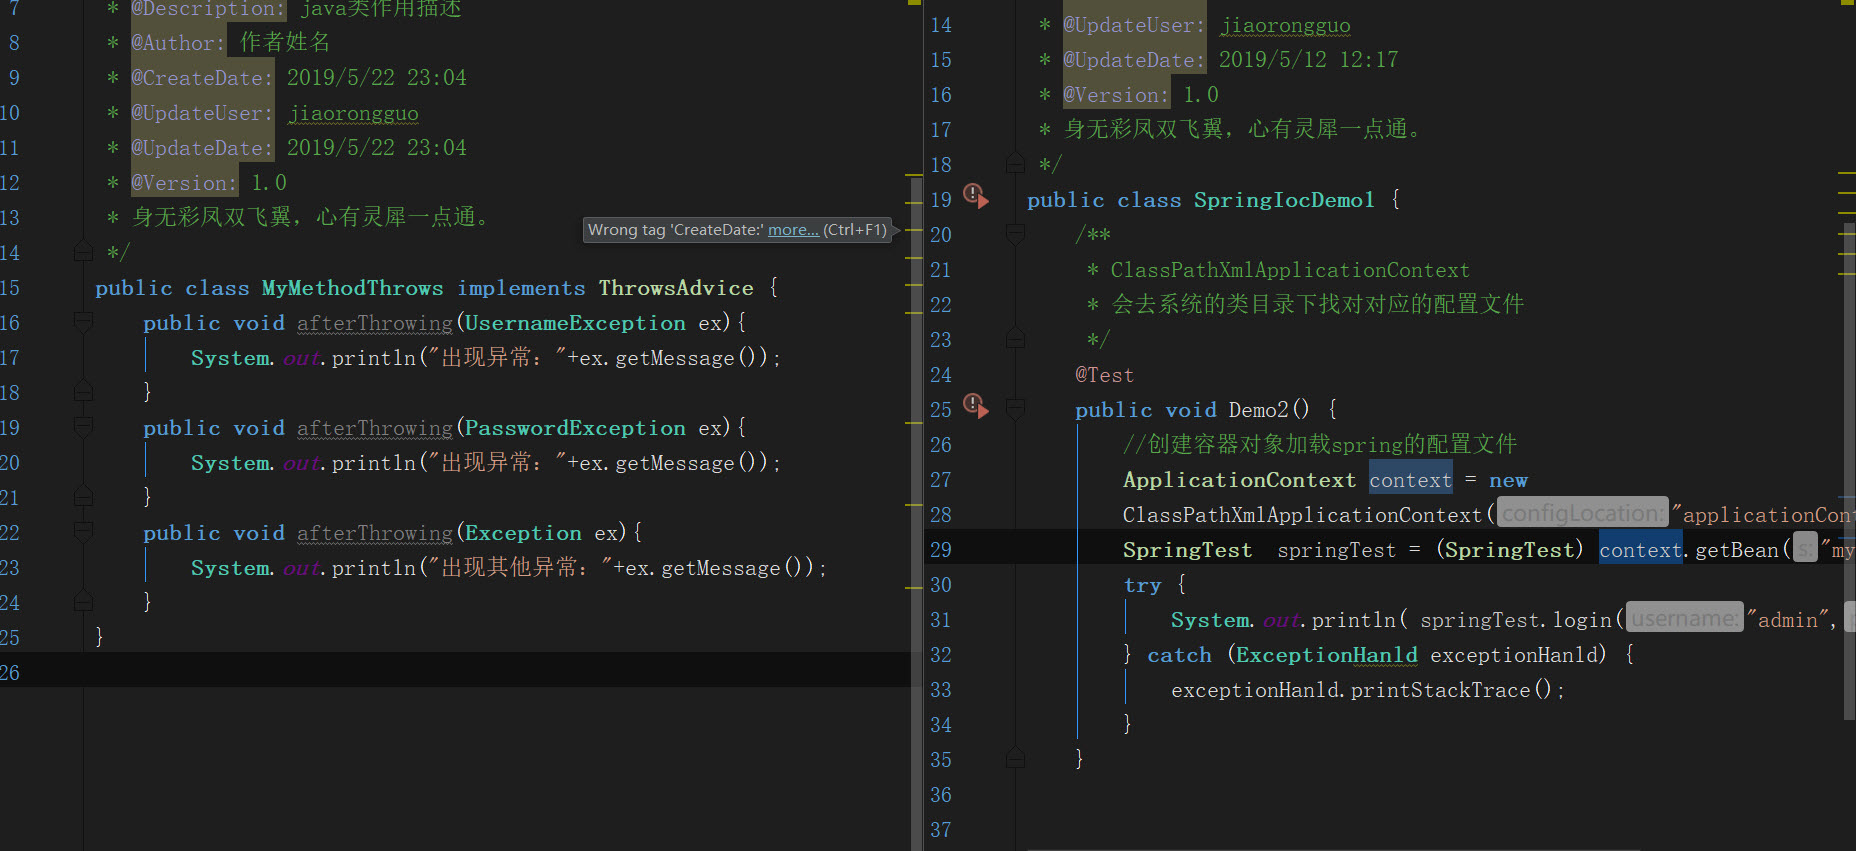 7 * @Description: java类作用描述
8 * @Author: 作者姓名
9 * @CreateDate: 2019/5/22 23:04
10 * @UpdateUser: jiaorongguo
11 * @UpdateDate: 2019/5/22 23:04
12 * @Version: 1.0
13 * 身无彩凤双飞翼，心有灵犀一点通。
Wrong tag 'CreateDate:' more... (Ctrl+F1)
14 */
15 public class MyMethodThrows implements ThrowsAdvice {
16 public void afterThrowing(UsernameException ex){
17 System.out.println("出现异常："+ex.getMessage());
18 }
19 public void afterThrowing(PasswordException ex){
20 System.out.println("出现异常："+ex.getMessage());
21 }
22 public void afterThrowing(Exception ex){
23 System.out.println("出现其他异常："+ex.getMessage());
24 }
25 }
26
14 * @UpdateUser: jiaorongguo
15 * @UpdateDate: 2019/5/12 12:17
16 * @Version: 1.0
17 * 身无彩凤双飞翼，心有灵犀一点通。
18 */
19 public class SpringIocDemo1 {
20 /**
21 * ClassPathXmlApplicationContext
22 * 会去系统的类目录下找对对应的配置文件
23 */
24 @Test
25 public void Demo2() {
26 //创建容器对象加载spring的配置文件
27 ApplicationContext context = new
28 ClassPathXmlApplicationContext( configLocation: "applicationCon
29 SpringTest springTest = (SpringTest) context.getBean( s: "my
30 try {
31 System.out.println( springTest.login( username: "admin",
32 } catch (ExceptionHanld exceptionHanld) {
33 exceptionHanld.printStackTrace();
34 }
35 }
36
37